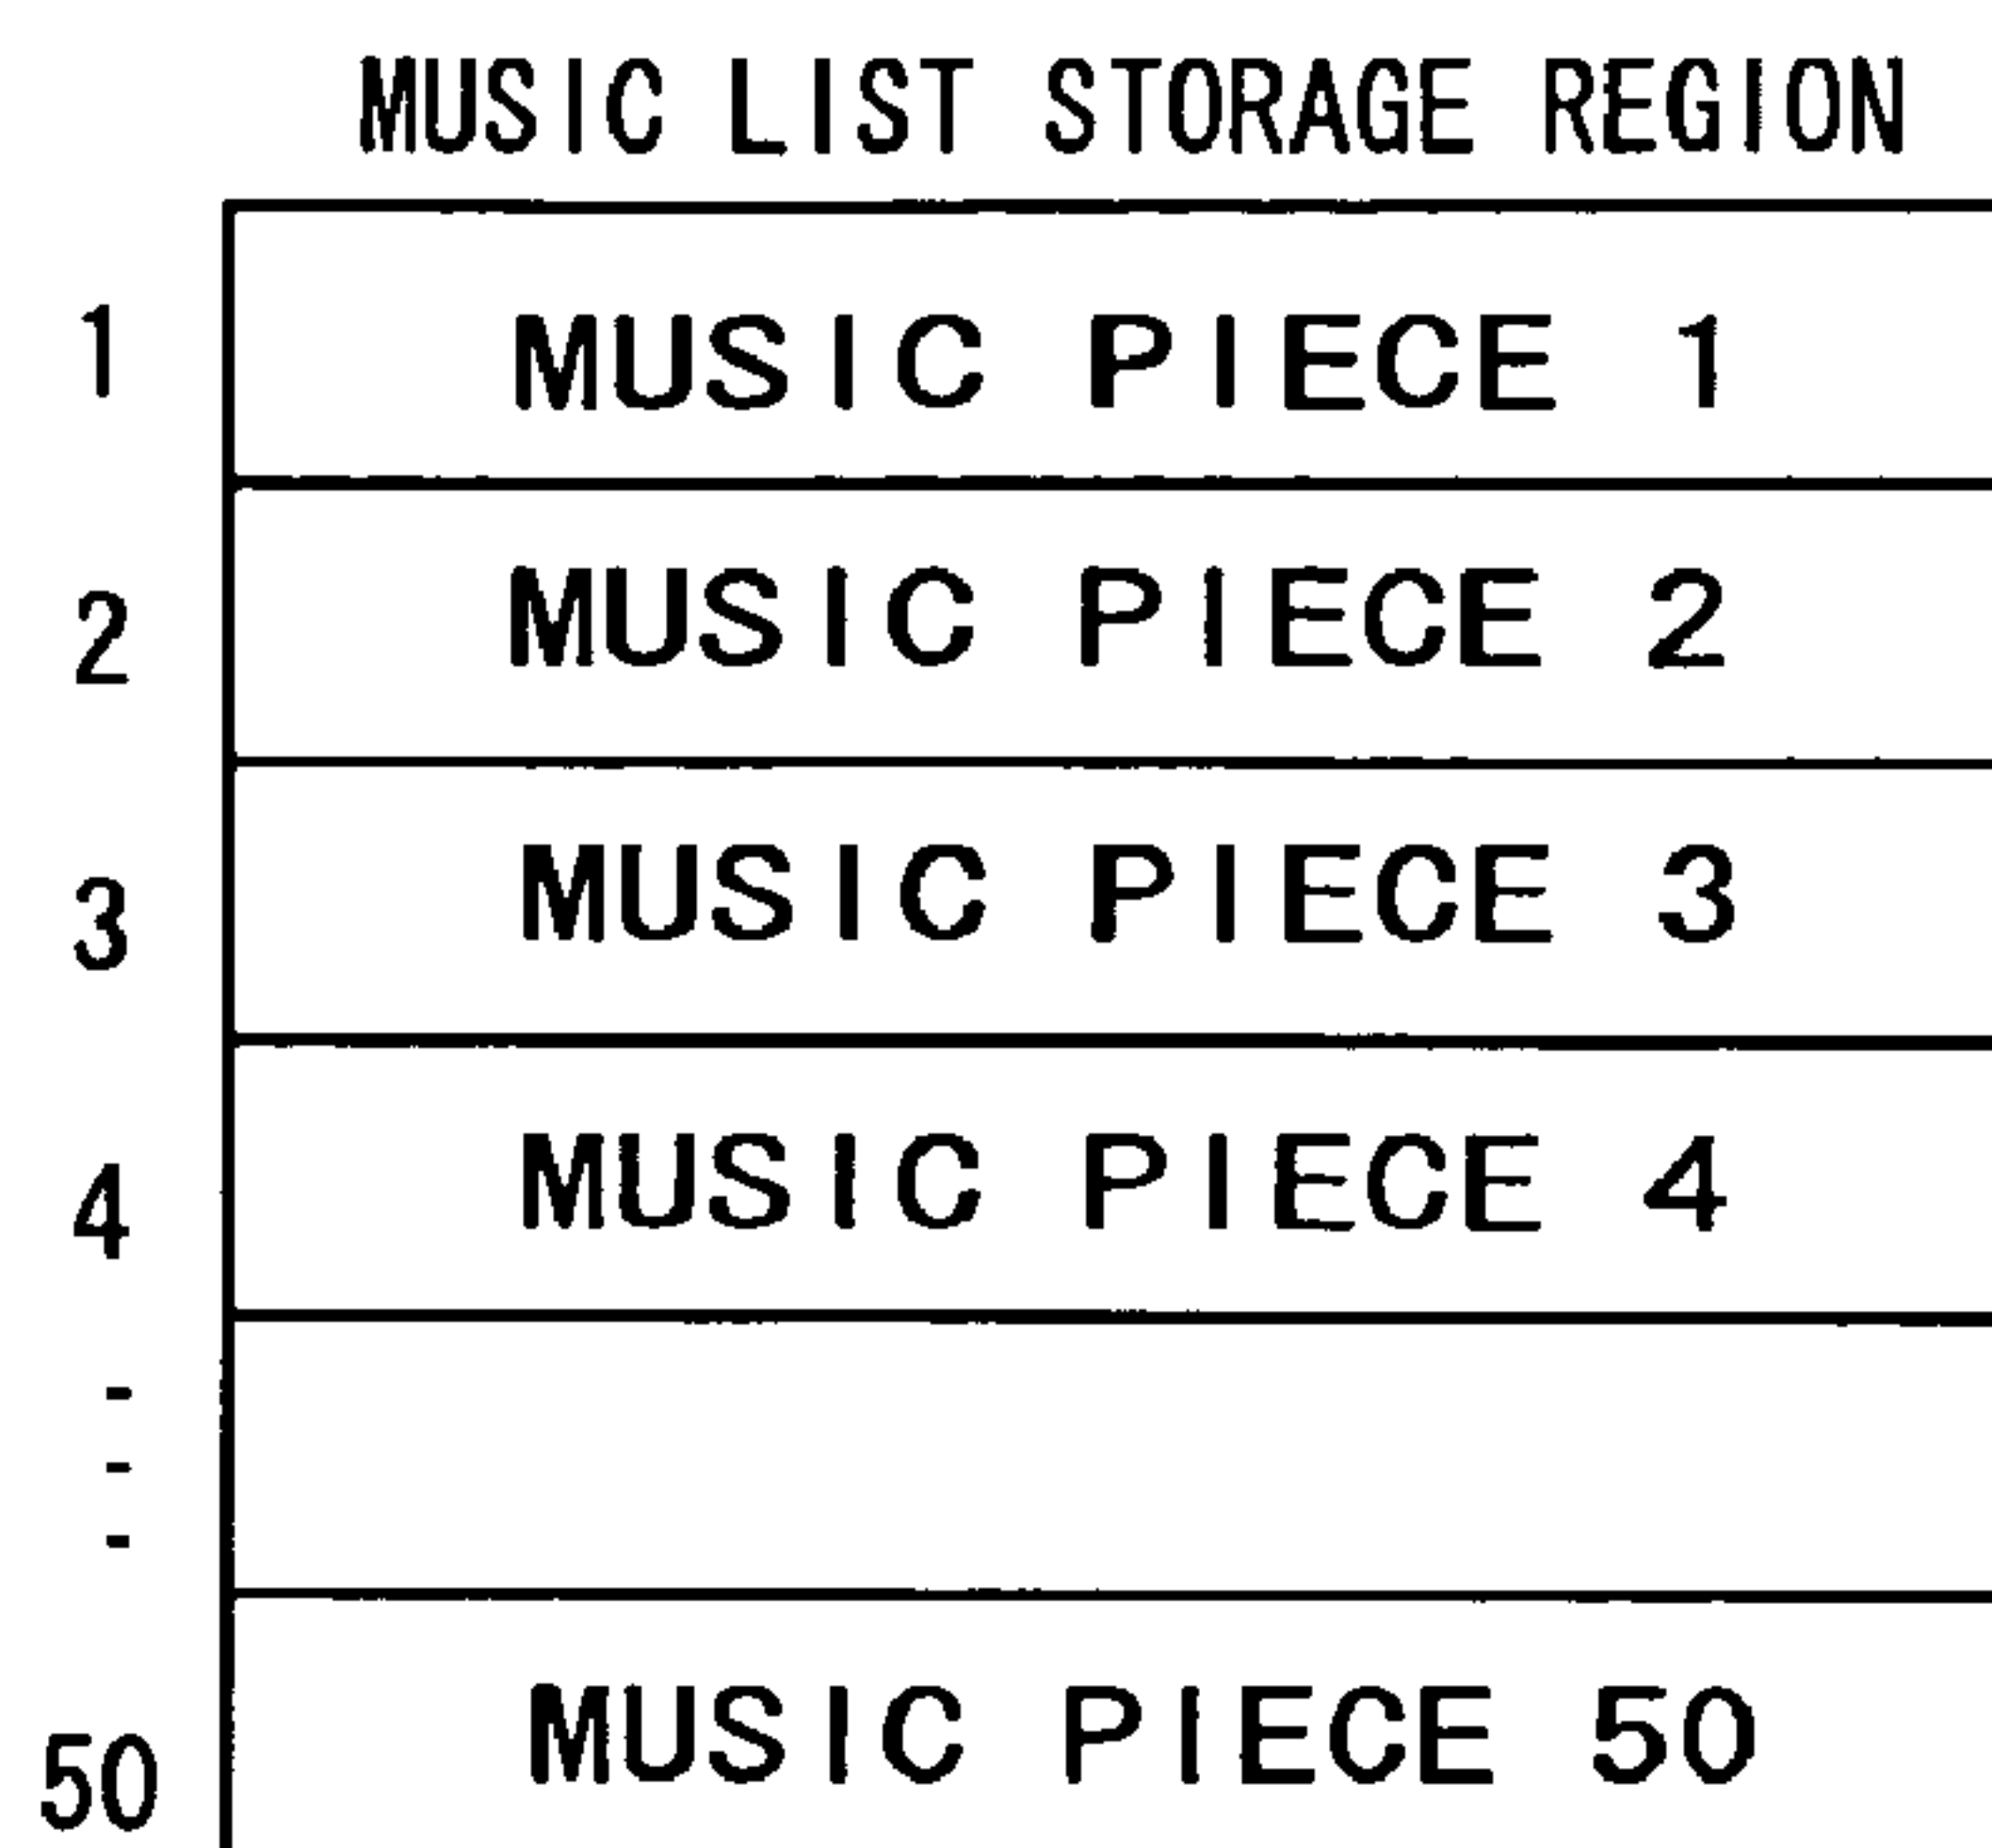 MUSIC LIST STORAGE REGION
1 MUSIC PIECE 1
2 MUSIC PIECE 2
3 MUSIC PIECE 3
4 MUSIC PIECE 4
-
-
-
50 MUSIC PIECE 50